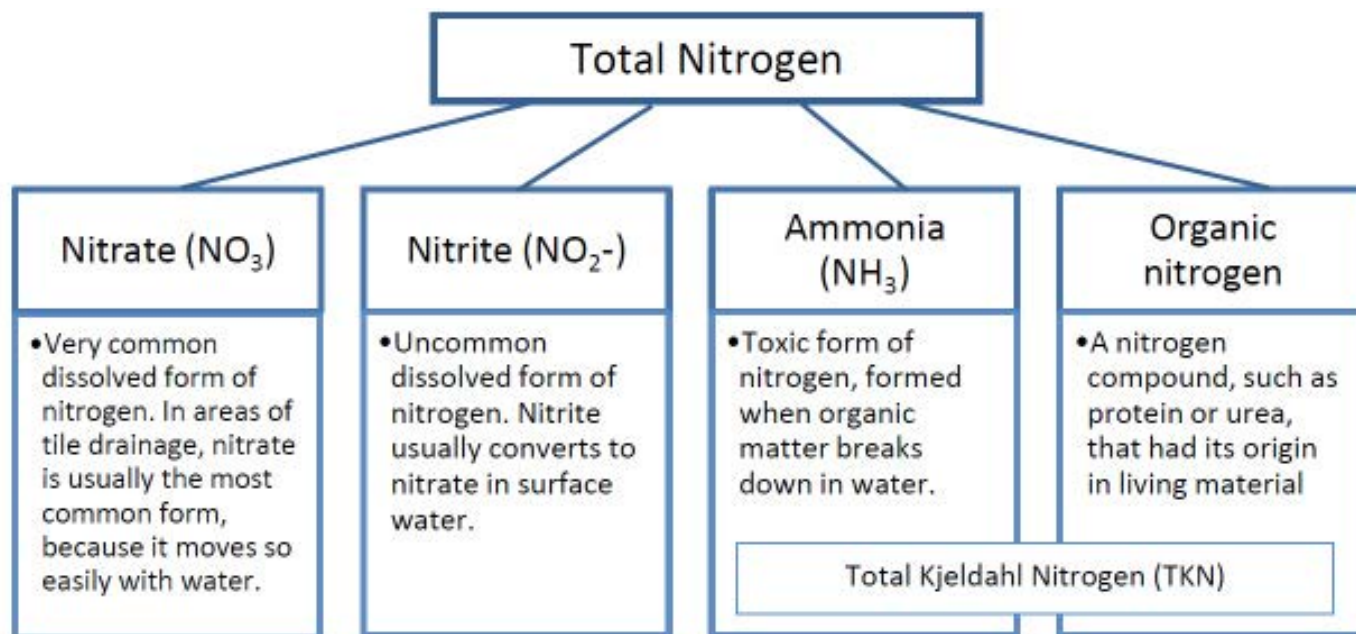 Total Nitrogen
Nitrate (NO₃)
•Very common
dissolved form of
nitrogen. In areas of
tile drainage, nitrate
is usually the most
common form,
because it moves so
easily with water.
Nitrite (NO₂-)
•Uncommon
dissolved form of
nitrogen. Nitrite
usually converts to
nitrate in surface
water.
Ammonia
(NH₃)
•Toxic form of
nitrogen, formed
when organic
matter breaks
down in water.
Organic
nitrogen
•A nitrogen
compound, such as
protein or urea,
that had its origin
in living material
Total Kjeldahl Nitrogen (TKN)